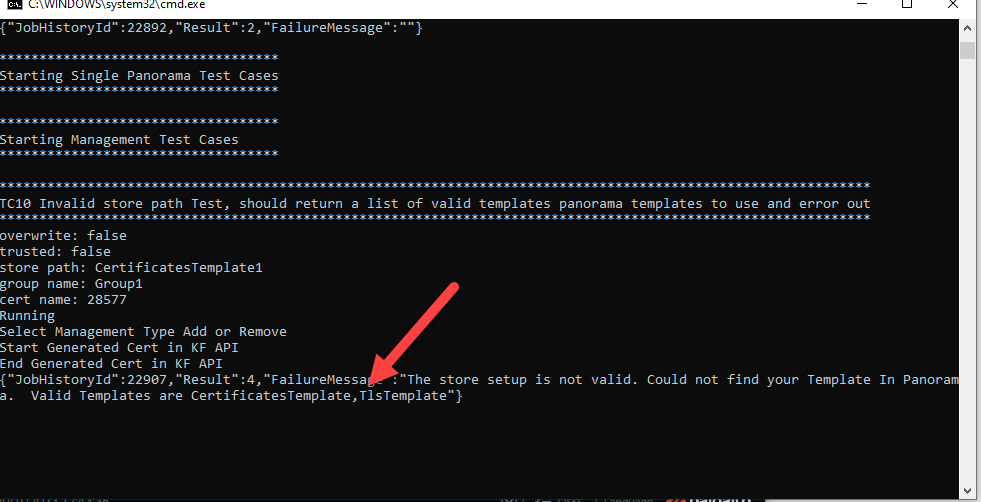 C:\WINDOWS\system32\cmd.exe
{"JobHistoryId":22892,"Result":2,"FailureMessage":""}
***********************************
Starting Single Panorama Test Cases
***********************************
***********************************
Starting Management Test Cases
***********************************
*************************************************************************************************************
TC10 Invalid store path Test, should return a list of valid templates panorama templates to use and error out
*************************************************************************************************************
overwrite: false
trusted: false
store path: CertificatesTemplate1
group name: Group1
cert name: 28577
Running
Select Management Type Add or Remove
Start Generated Cert in KF API
End Generated Cert in KF API
{"JobHistoryId":22907,"Result":4,"FailureMessage":"The store setup is not valid. Could not find your Template In Panoram
a.  Valid Templates are CertificatesTemplate,TlsTemplate"}